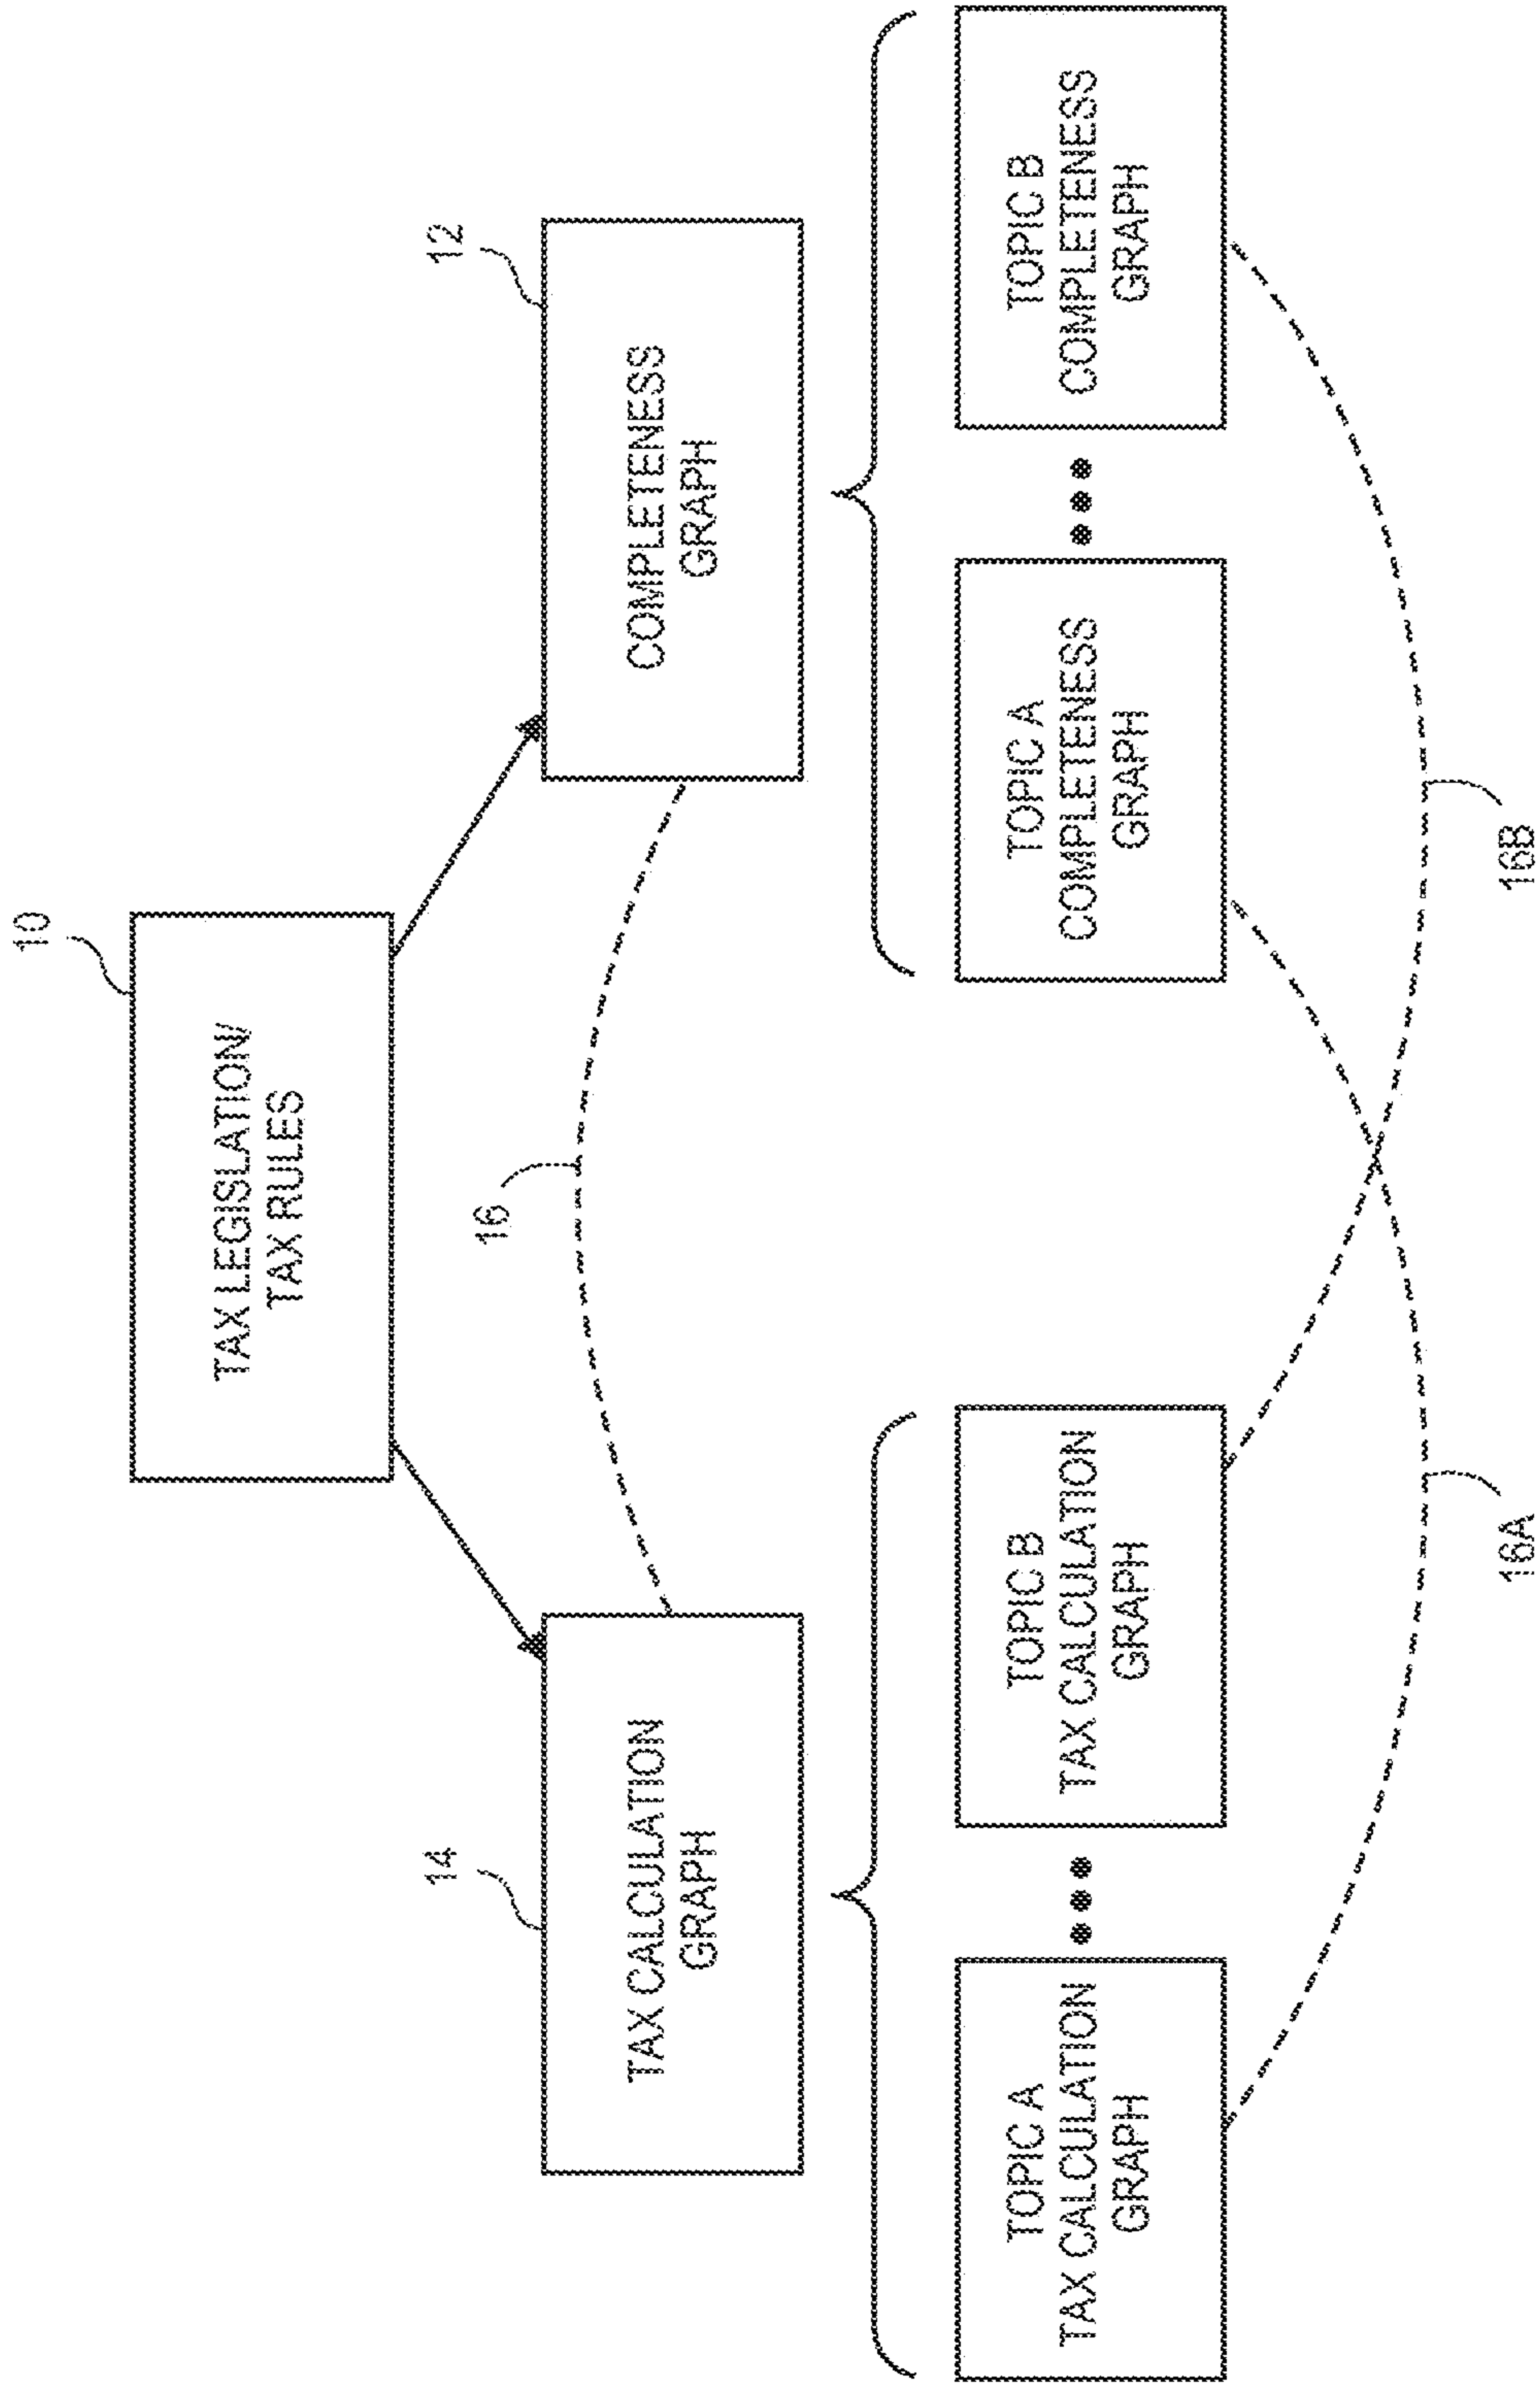 10
TAX LEGISLATION/
TAX RULES
14
TAX CALCULATION
GRAPH
16
12
COMPLETENESS
GRAPH
TOPIC A
TAX CALCULATION
GRAPH
TOPIC B
TAX CALCULATION
GRAPH
TOPIC A
COMPLETENESS
GRAPH
TOPIC B
COMPLETENESS
GRAPH
16A
16B